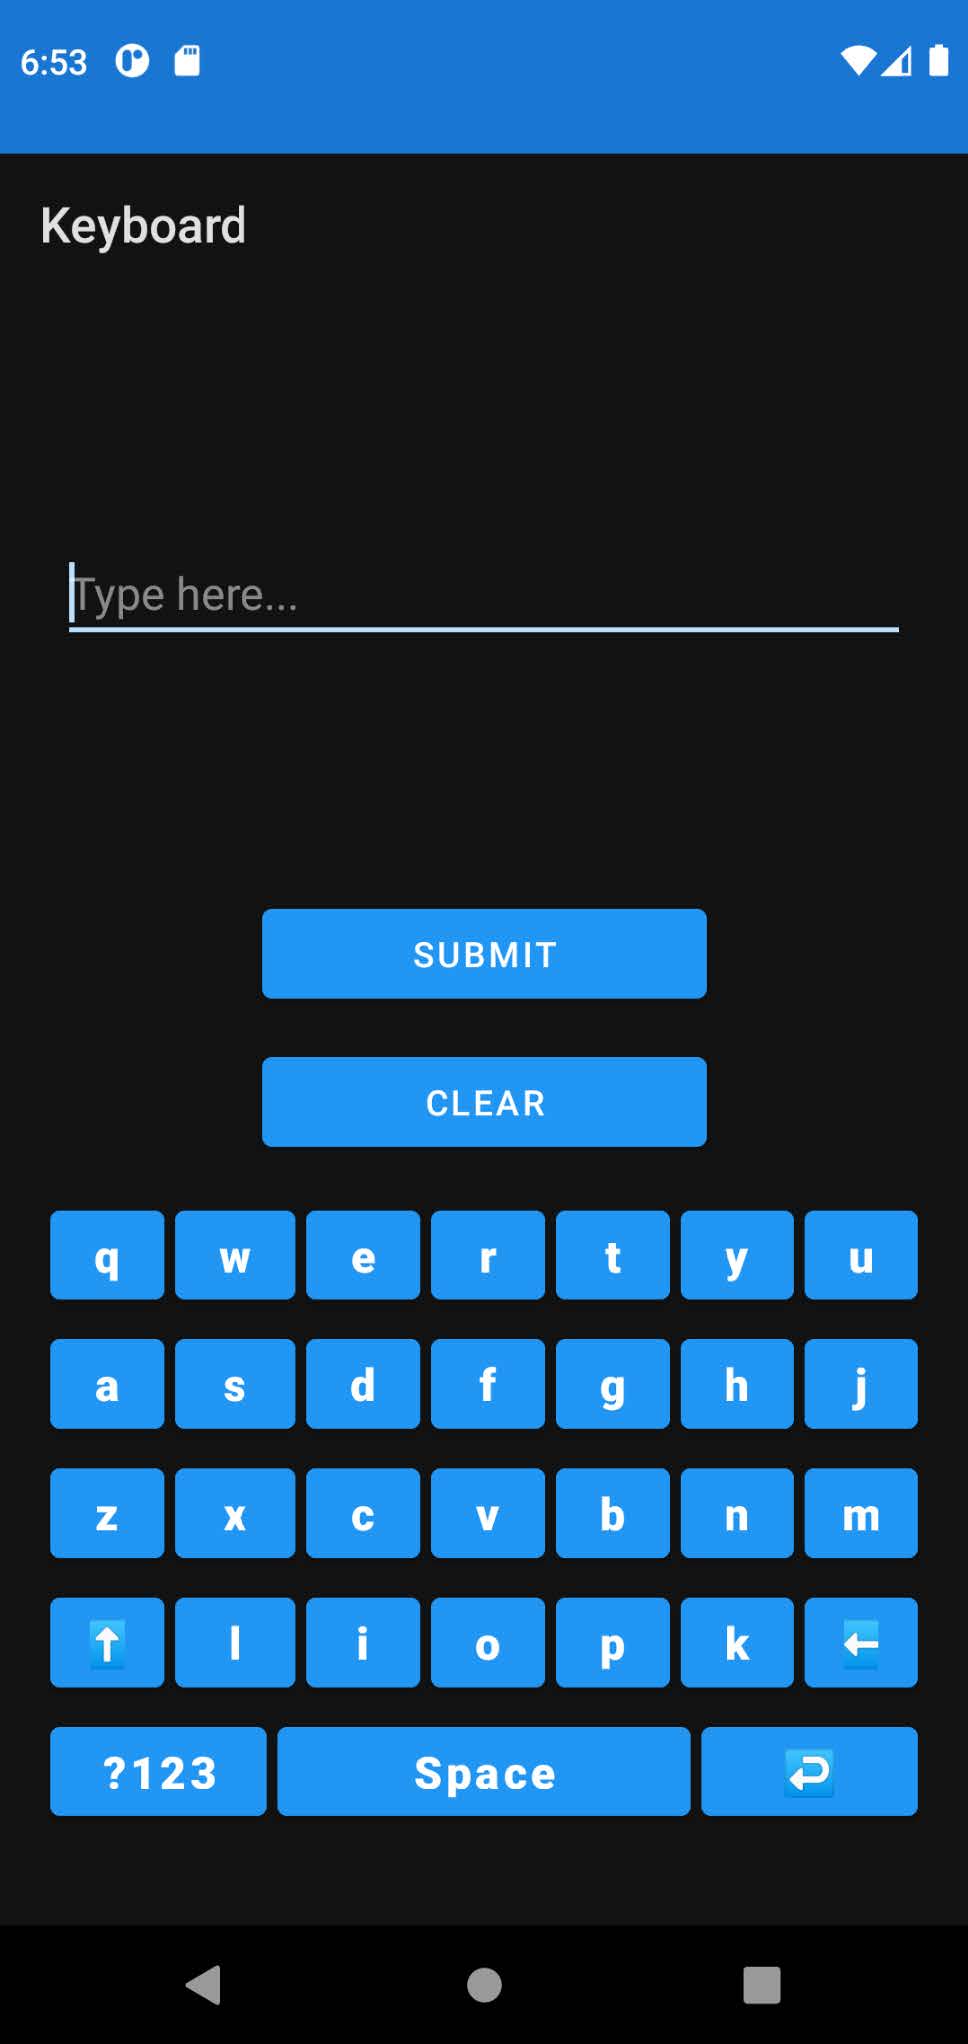 6:53
Keyboard
Type here...
SUBMIT
CLEAR
q w e r t y u
a s d f g h j
z x c v b n m
⬆ l i o p k ⬅
?123 Space ↩